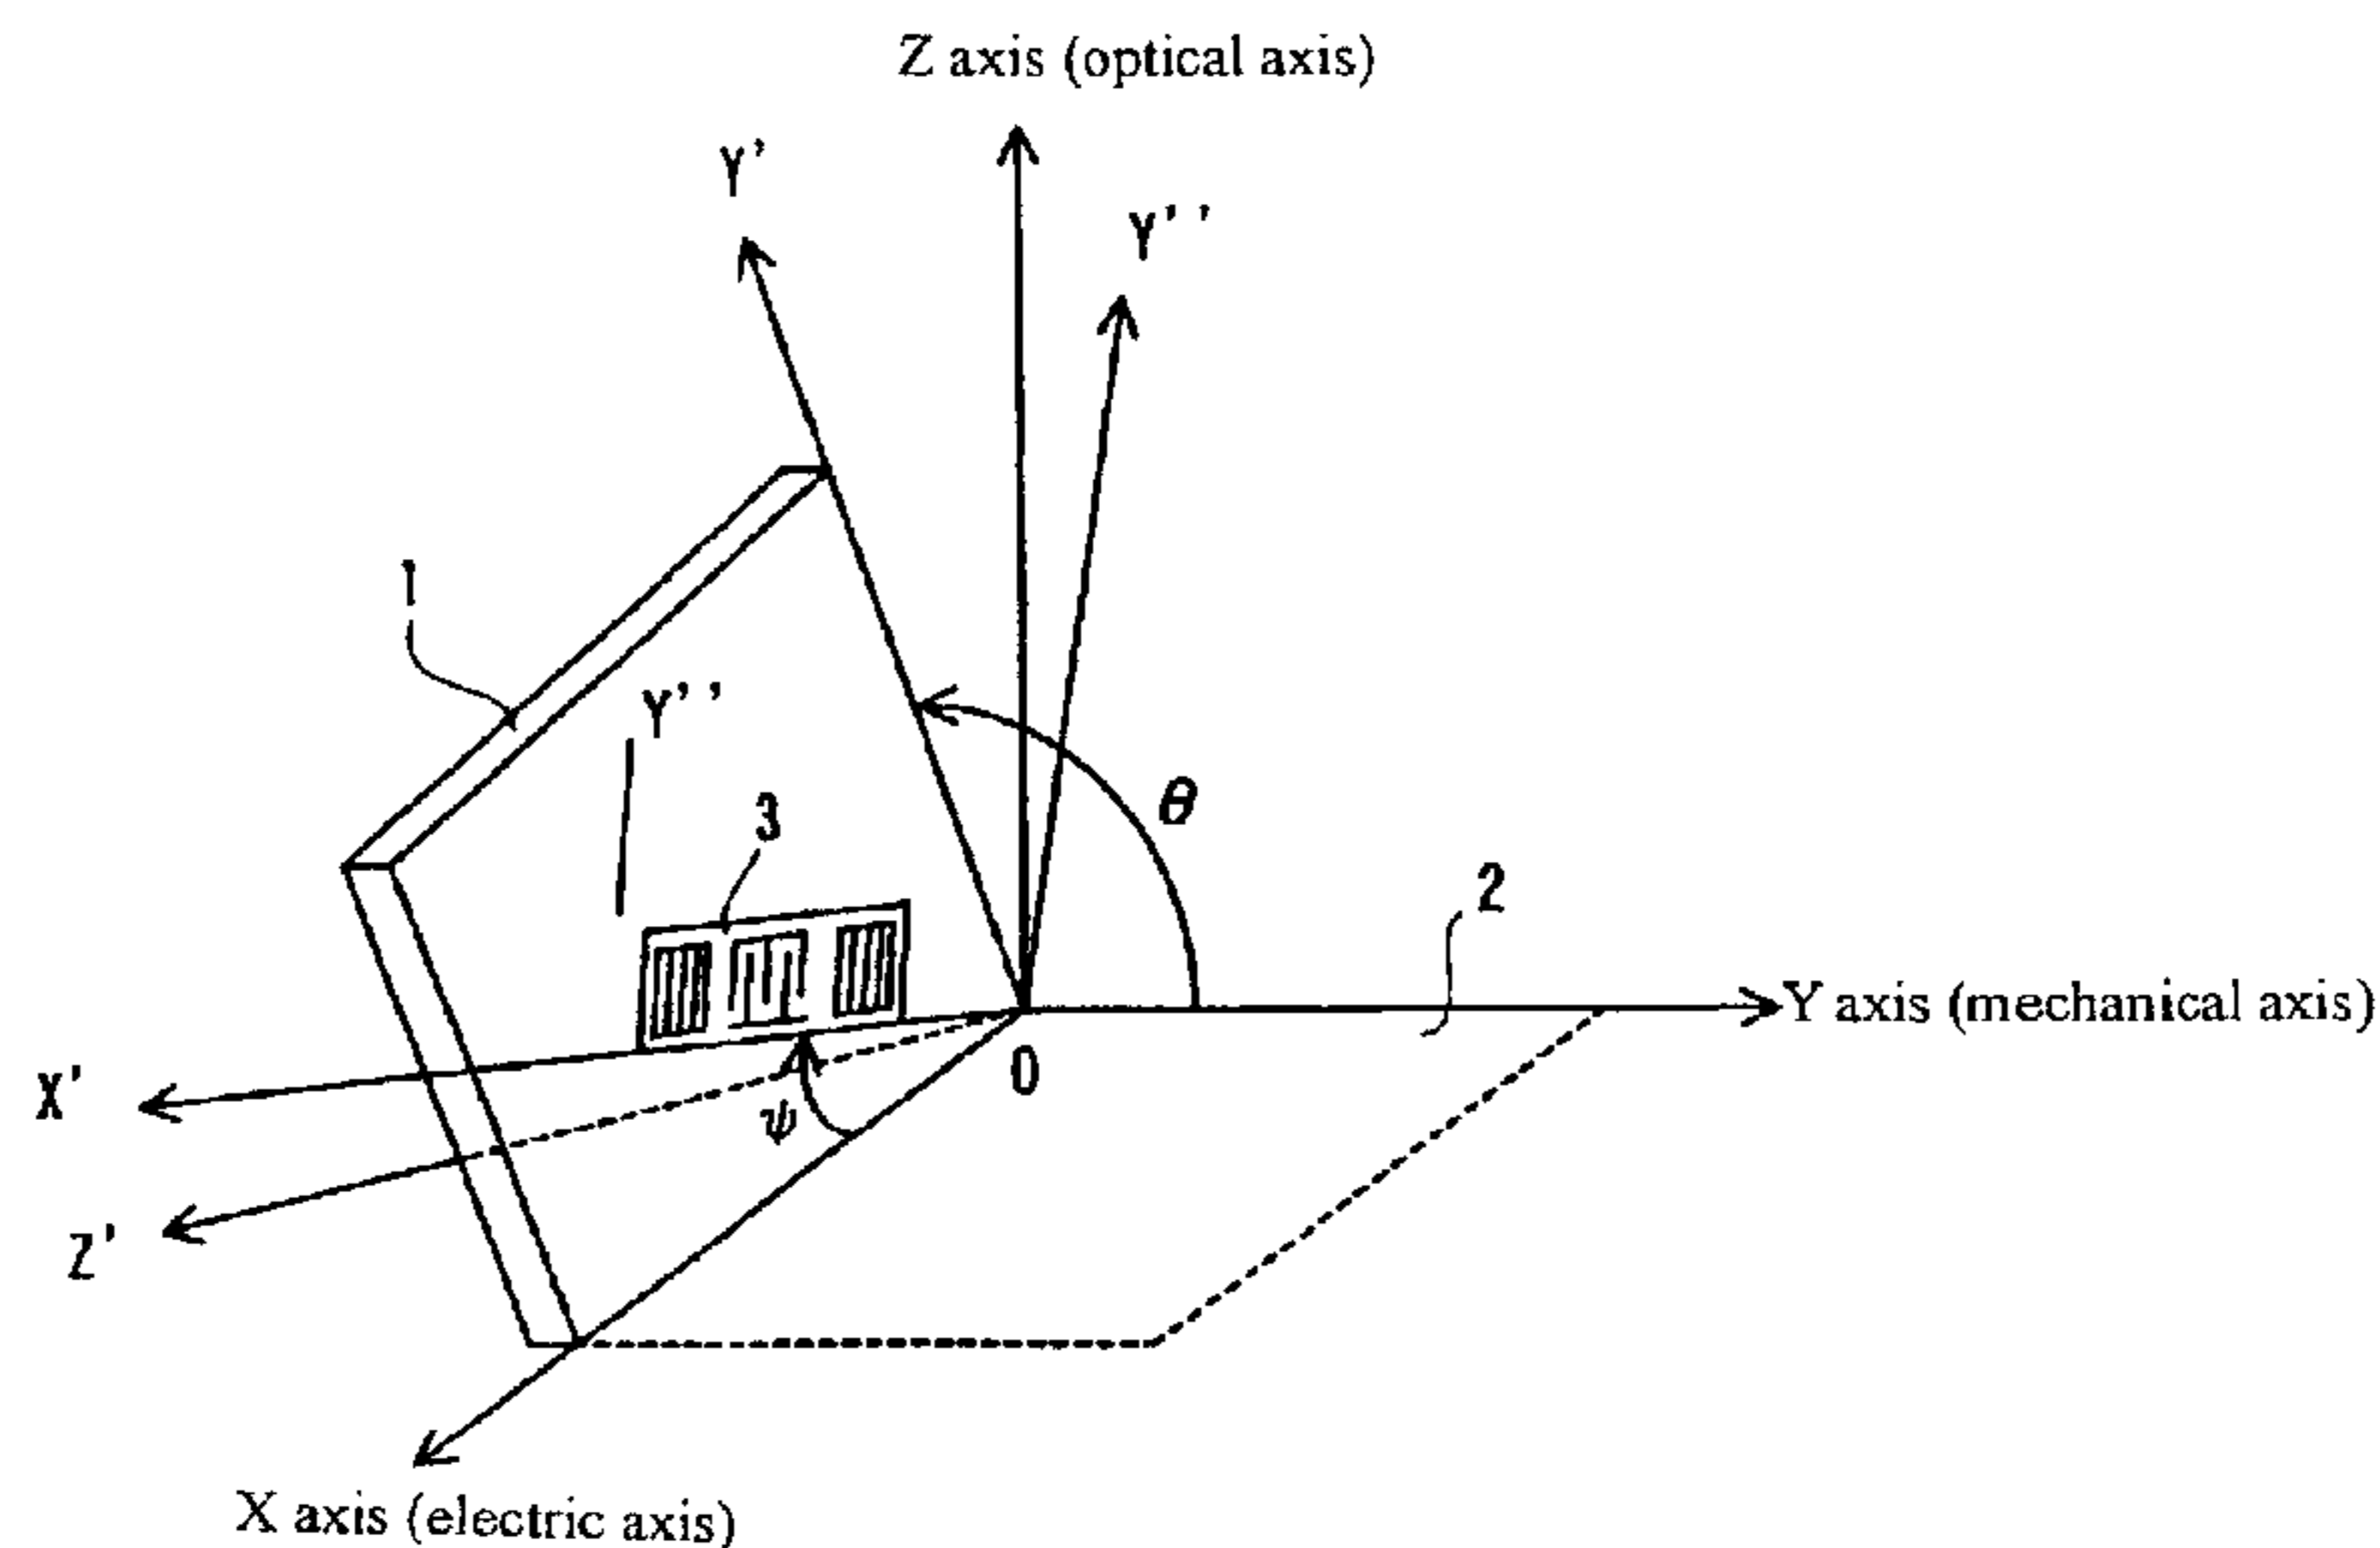 Z axis (optical axis)
Y'
Y''
1
Y''
3
θ
2
Y axis (mechanical axis)
0
X'
ψ
Z'
X axis (electric axis)